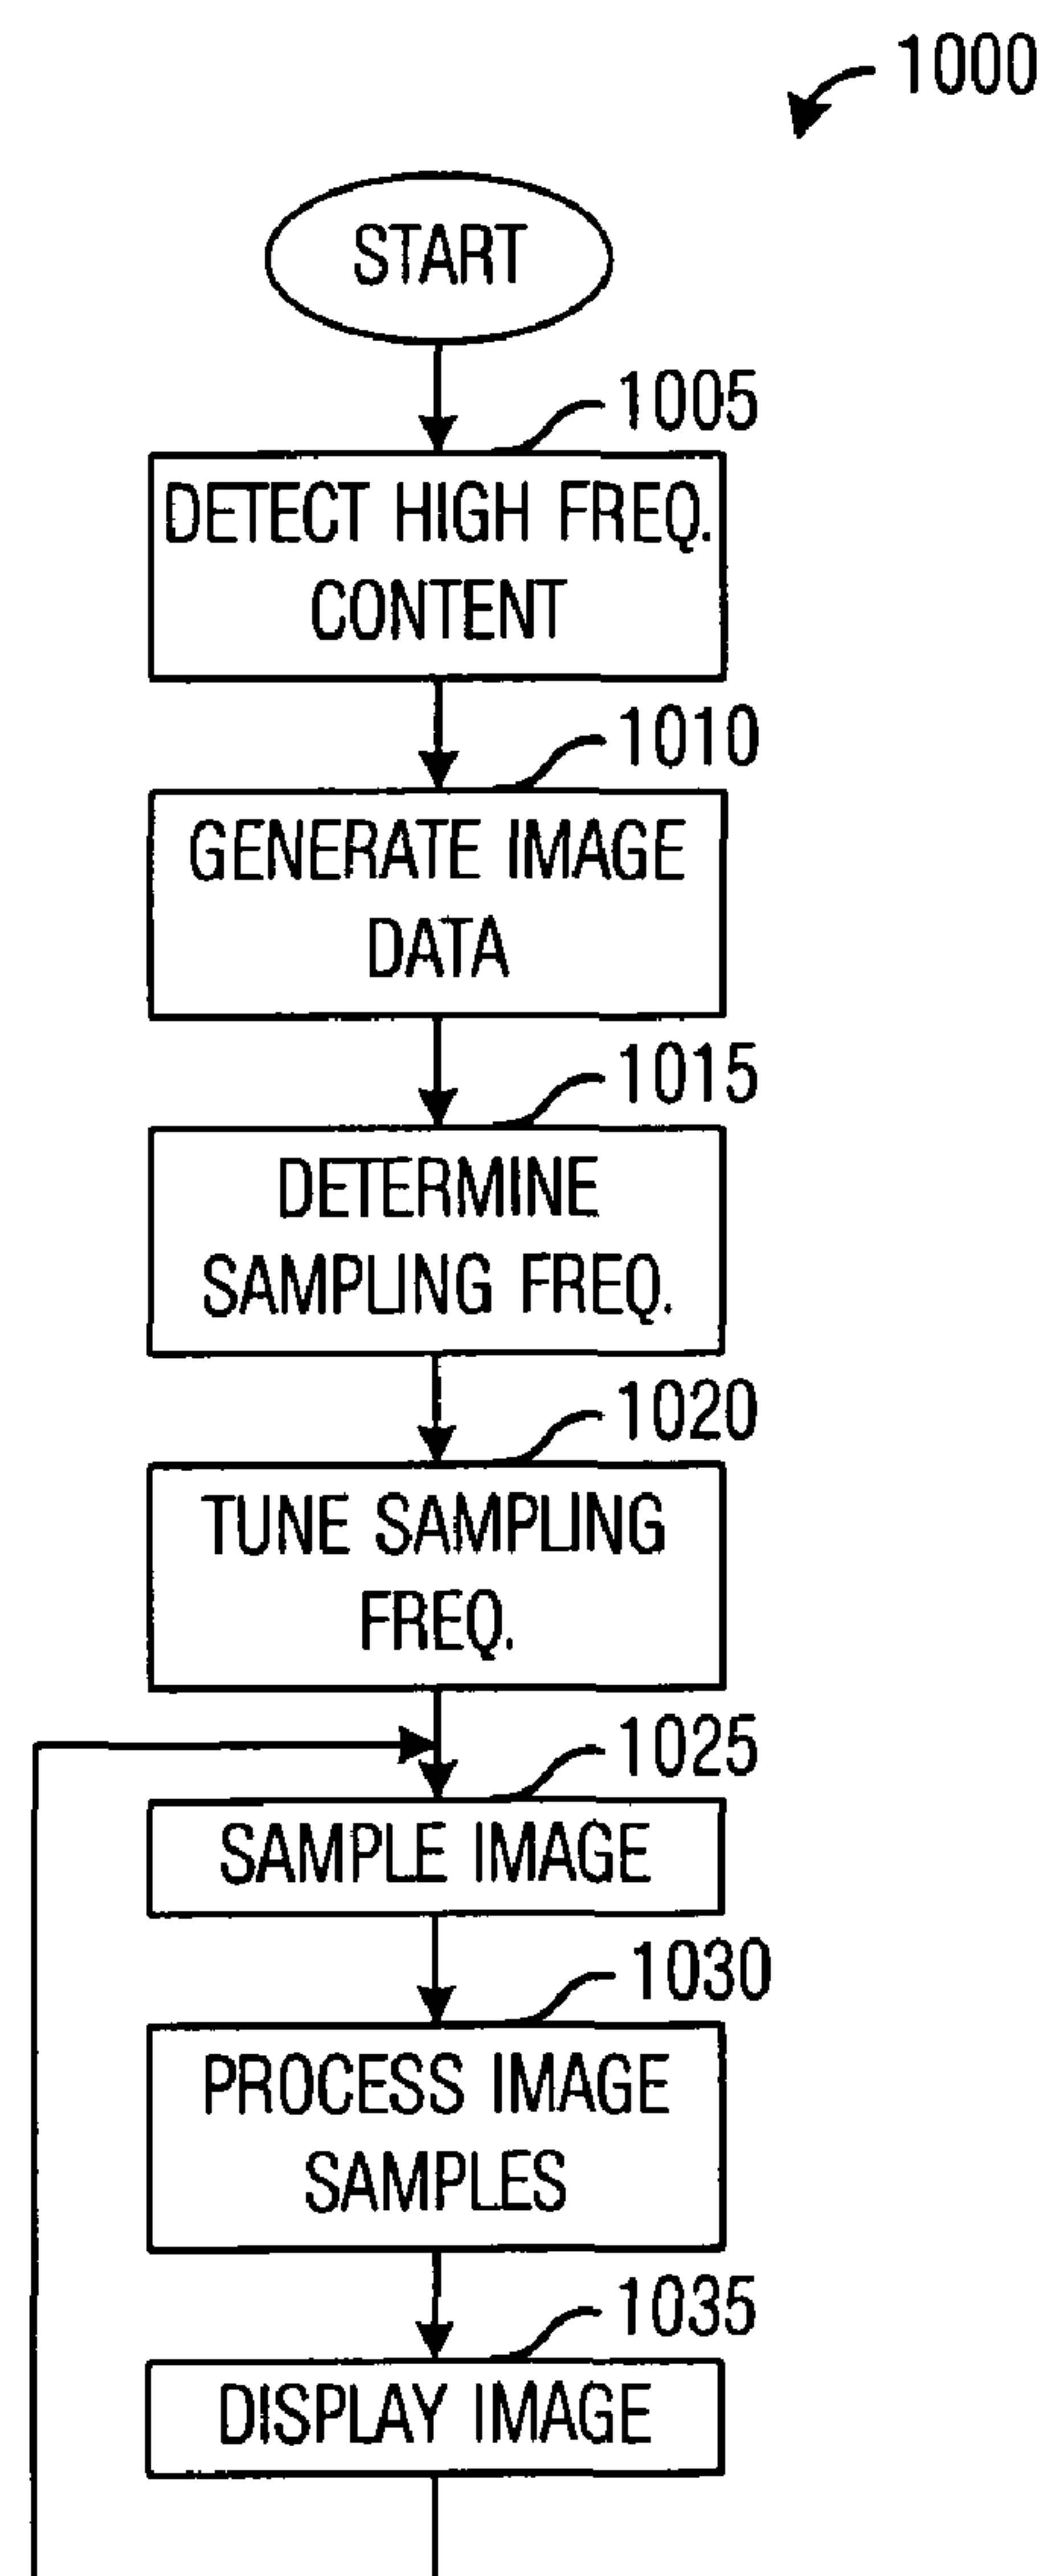 1000
START
1005
DETECT HIGH FREQ.
CONTENT
1010
GENERATE IMAGE
DATA
1015
DETERMINE
SAMPLING FREQ.
1020
TUNE SAMPLING
FREQ.
1025
SAMPLE IMAGE
1030
PROCESS IMAGE
SAMPLES
1035
DISPLAY IMAGE